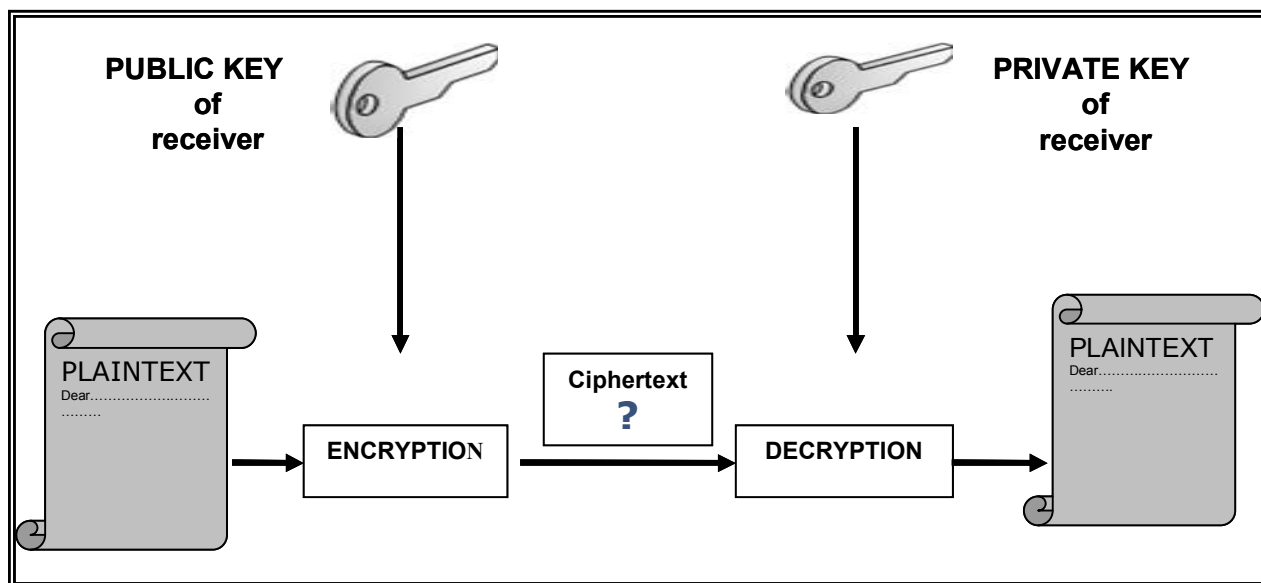 PUBLIC KEY
of
receiver
PRIVATE KEY
of
receiver
PLAINTEXT
Dear...........................
.........
ENCRYPTION
Ciphertext
?
DECRYPTION
PLAINTEXT
Dear...........................
..........